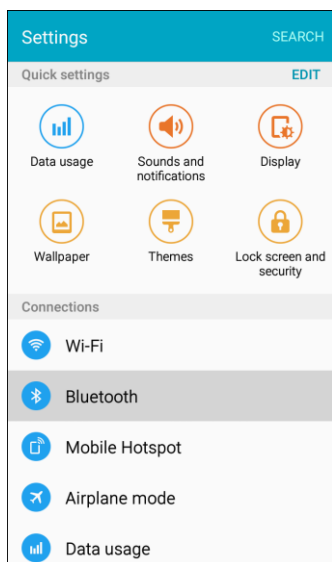 Settings SEARCH
Quick settings EDIT
Data usage
Sounds and
notifications
Display
Wallpaper
Themes
Lock screen and
security
Connections
Wi-Fi
Bluetooth
Mobile Hotspot
Airplane mode
Data usage